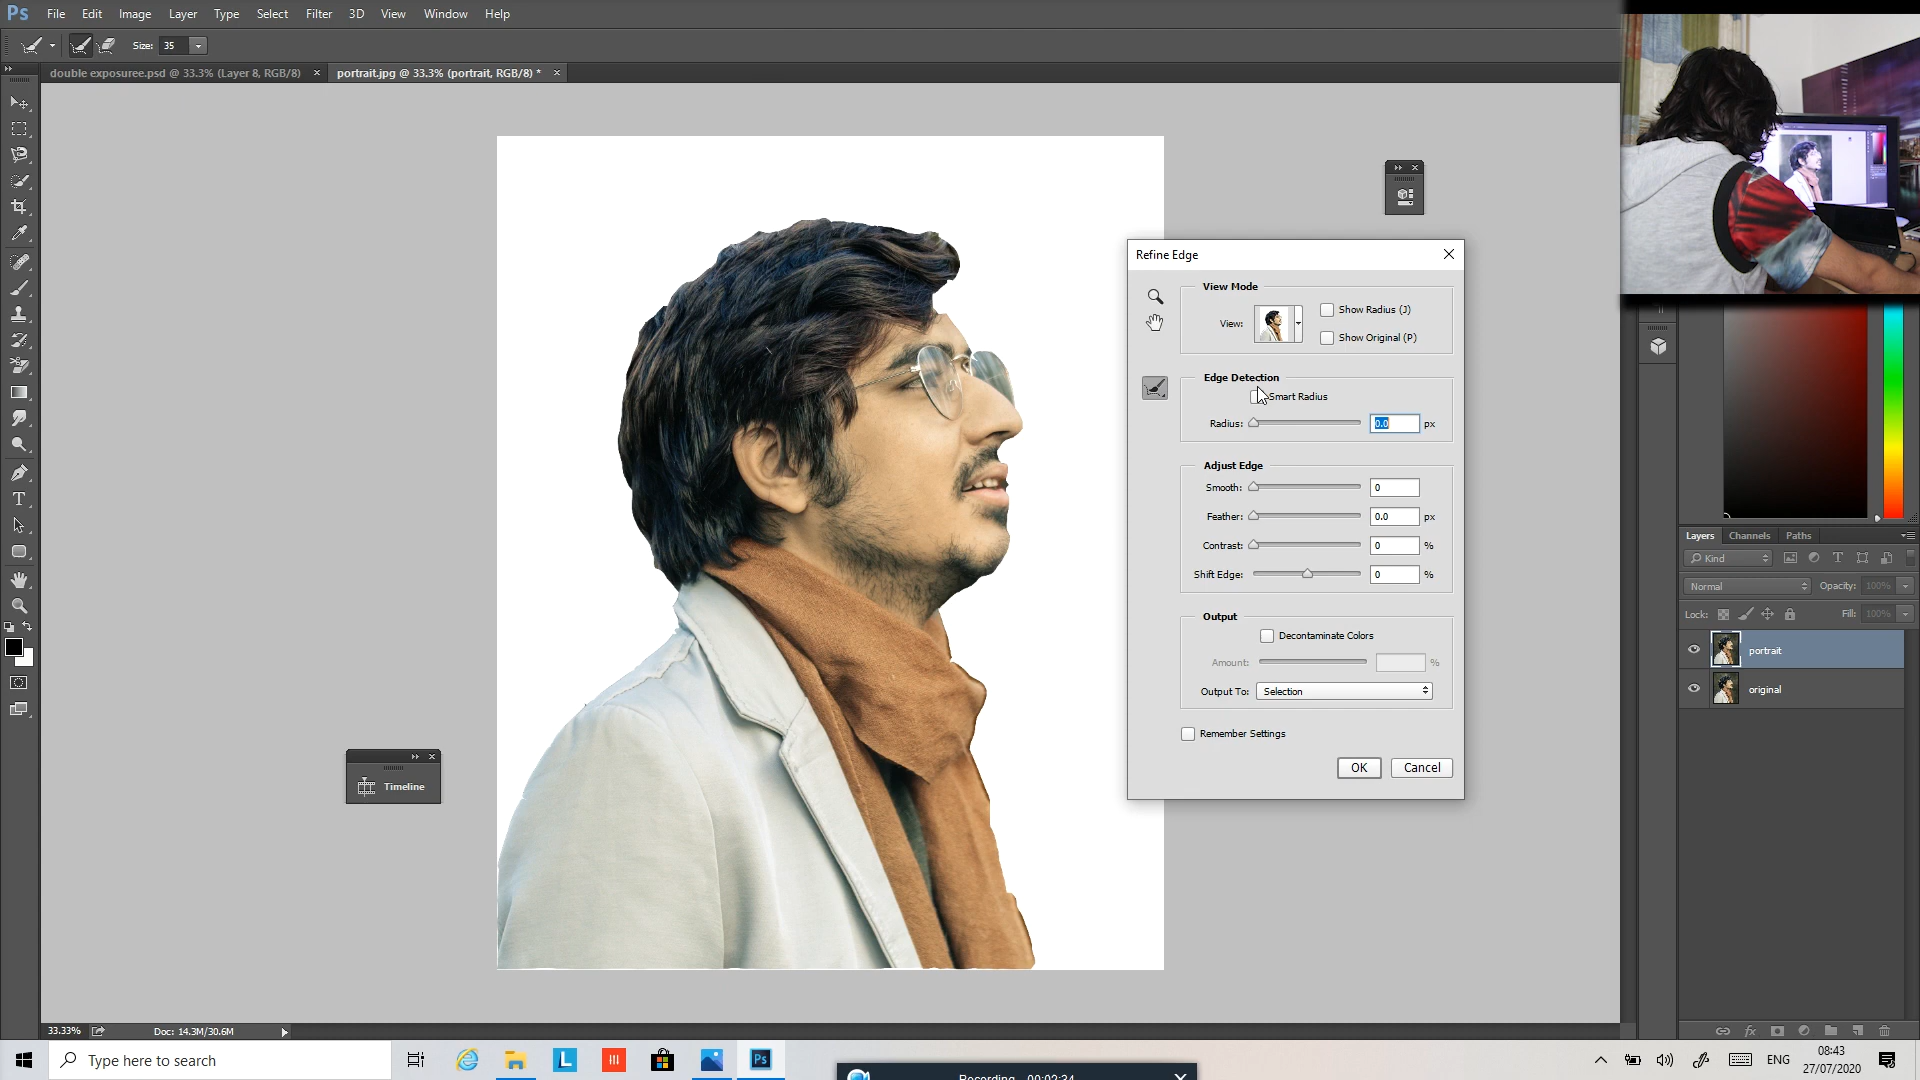 Ps File Edit Image Layer Type Select Filter 3D View Window Help
Size: 35
double exposuree.psd @ 33.3% (Layer 8, RGB/8) × portrait.jpg @ 33.3% (portrait, RGB/8) * ×
Refine Edge
View Mode
View:
Show Radius (J)
Show Original (P)
Edge Detection
Smart Radius
Radius: 0.0 px
Adjust Edge
Smooth: 0
Feather: 0.0 px
Contrast: 0 %
Shift Edge: 0 %
Output
Decontaminate Colors
Amount: %
Output To: Selection
Remember Settings
OK Cancel
Timeline
Layers Channels Paths
Kind
Normal Opacity: 100%
Lock: Fill: 100%
portrait
original
fx
33.33% Doc: 14.3M/30.6M
Type here to search
L
Ps
Recording 00:02:34
ENG
08:43
27/07/2020